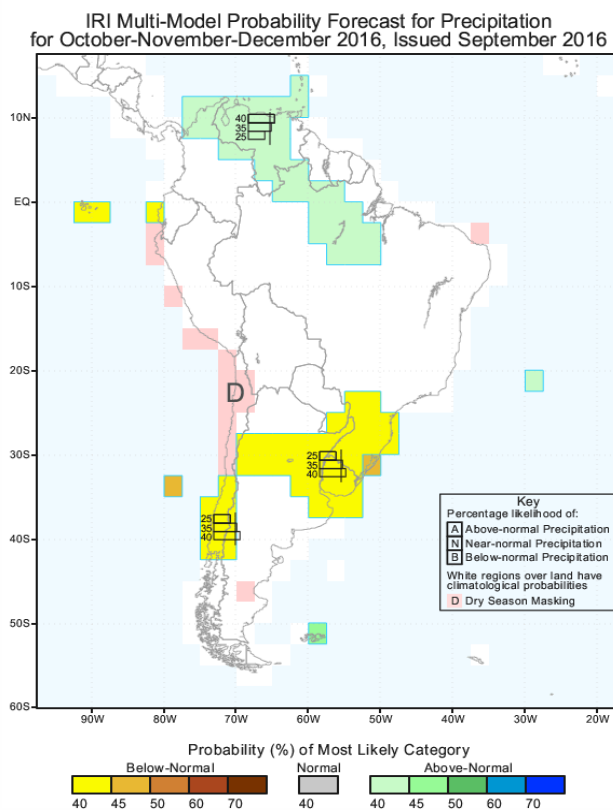 IRI Multi-Model Probability Forecast for Precipitation
for October-November-December 2016, Issued September 2016
10N
EQ
10S
20S
30S
40S
50S
60S
40
35
25
D
25
35
40
25
35
40
Key
Percentage likelihood of:
A Above-normal Precipitation
N Near-normal Precipitation
B Below-normal Precipitation
White regions over land have
climatological probabilities
D Dry Season Masking
90W 80W 70W 60W 50W 40W 30W 20W
Probability (%) of Most Likely Category
Below-Normal Normal Above-Normal
40 45 50 60 70 40 40 45 50 60 70